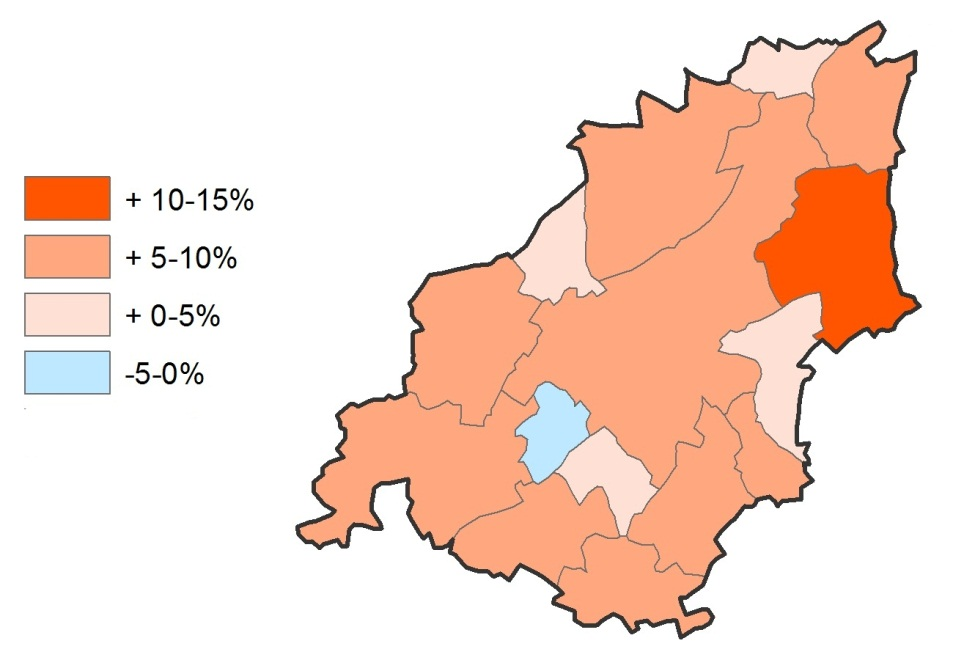 + 10-15%
+ 5-10%
+ 0-5%
-5-0%